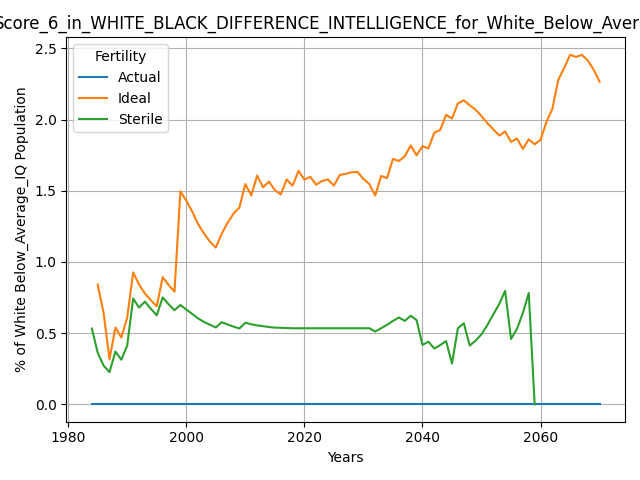 Score_6_in_WHITE_BLACK_DIFFERENCE_INTELLIGENCE_for_White_Below_Aver
Fertility
Actual
Ideal
Sterile
% of White Below_Average_IQ Population
2.5
2.0
1.5
1.0
0.5
0.0
1980 2000 2020 2040 2060
Years